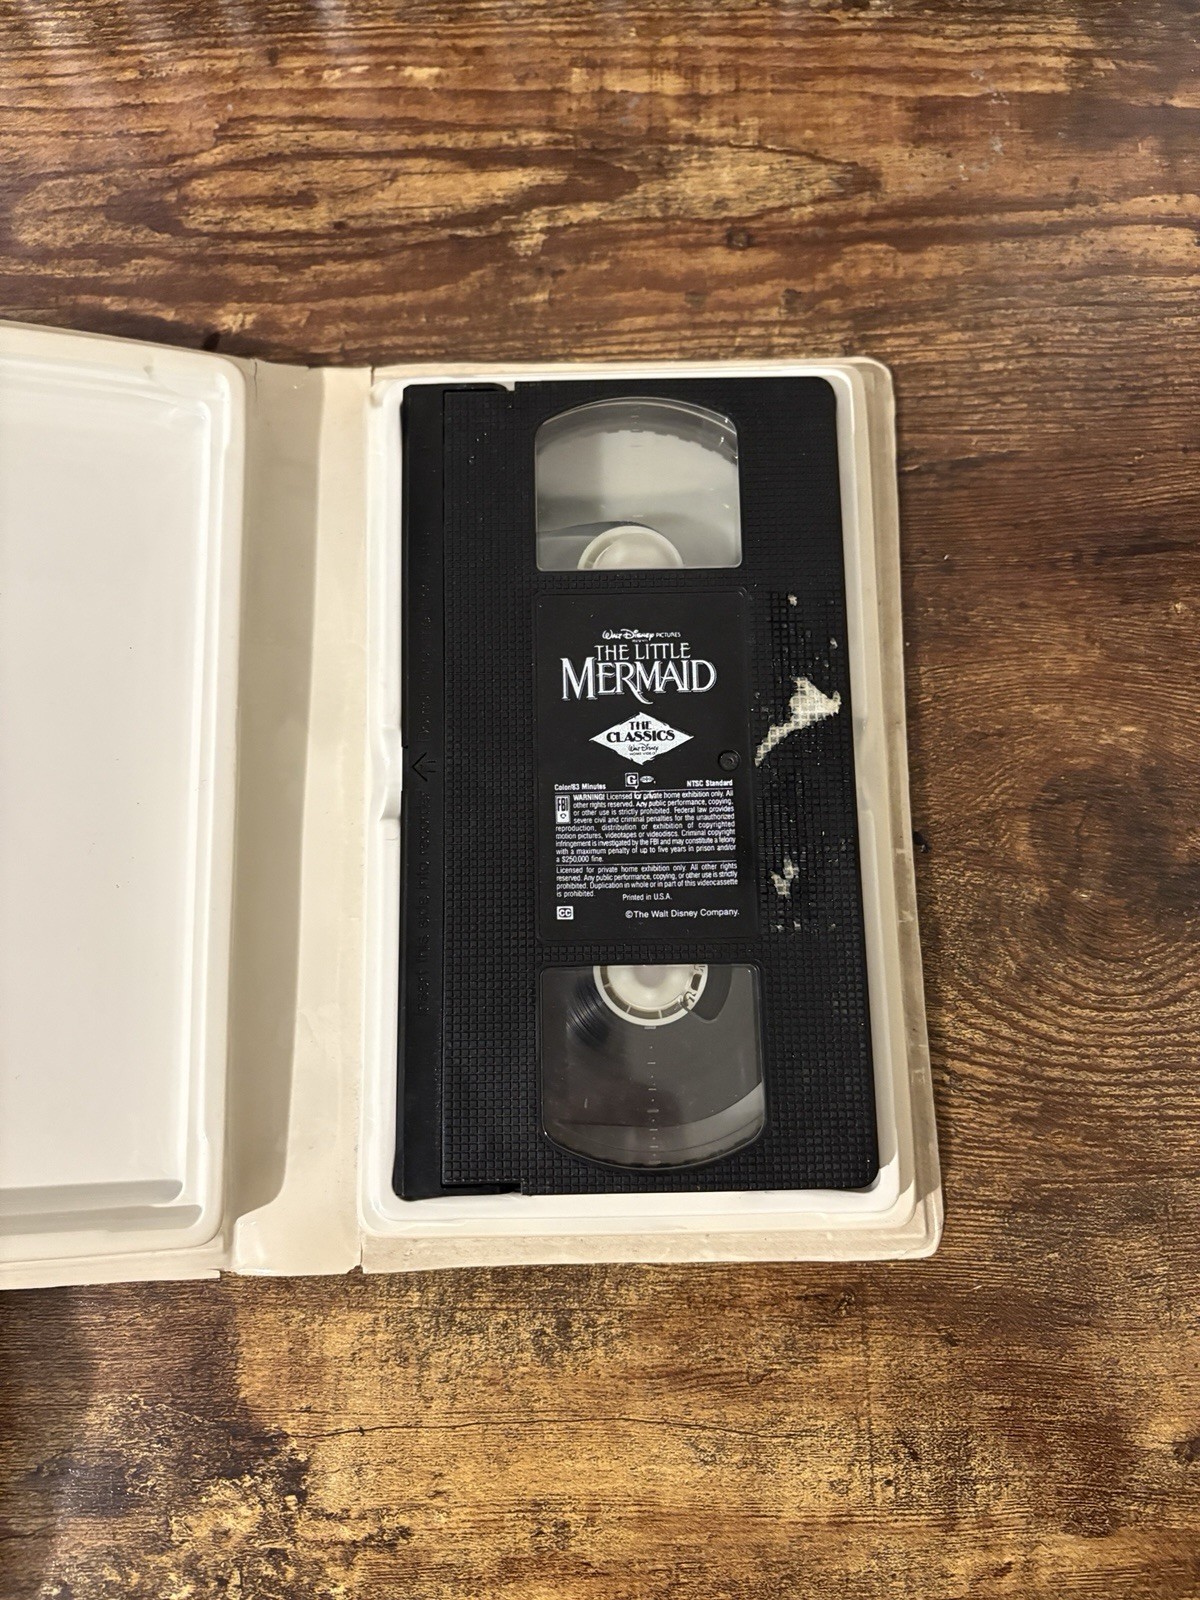 Walt Disney PICTURES
THE LITTLE
MERMAID
THE
CLASSICS
Walt Disney
HOME VIDEO
G
Color/83 Minutes NTSC Standard
FBI WARNING! Licensed for private home exhibition only. All
other rights reserved. Any public performance, copying,
or other use is strictly prohibited. Federal law provides
severe civil and criminal penalties for the unauthorized
reproduction, distribution or exhibition of copyrighted
motion pictures, videotapes or videodiscs. Criminal copyright
infringement is investigated by the FBI and may constitute a felony
with a maximum penalty of up to five years in prison and/or
a $250,000 fine.
Licensed for private home exhibition only. All other rights
reserved. Any public performance, copying, or other use is strictly
prohibited. Duplication in whole or in part of this videocassette
is prohibited.
Printed in U.S.A.
CC ©The Walt Disney Company.